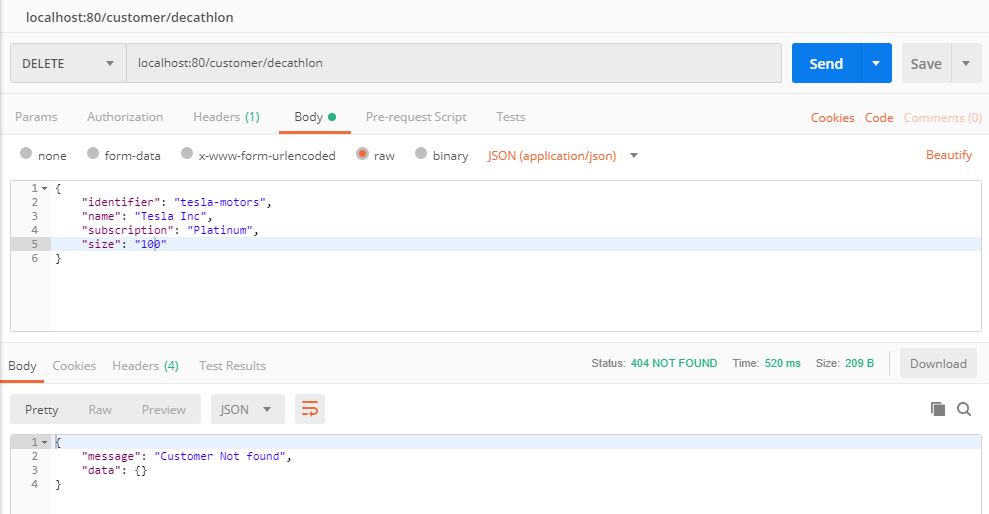 localhost:80/customer/decathlon
DELETE localhost:80/customer/decathlon Send Save
Params Authorization Headers (1) Body Pre-request Script Tests Cookies Code Comments (0)
none form-data x-www-form-urlencoded raw binary JSON (application/json) Beautify
1 {
2 "identifier": "tesla-motors",
3 "name": "Tesla Inc",
4 "subscription": "Platinum",
5 "size": "100"
6 }
Body Cookies Headers (4) Test Results Status: 404 NOT FOUND Time: 520 ms Size: 209 B Download
Pretty Raw Preview JSON
1 {
2 "message": "Customer Not found",
3 "data": {}
4 }